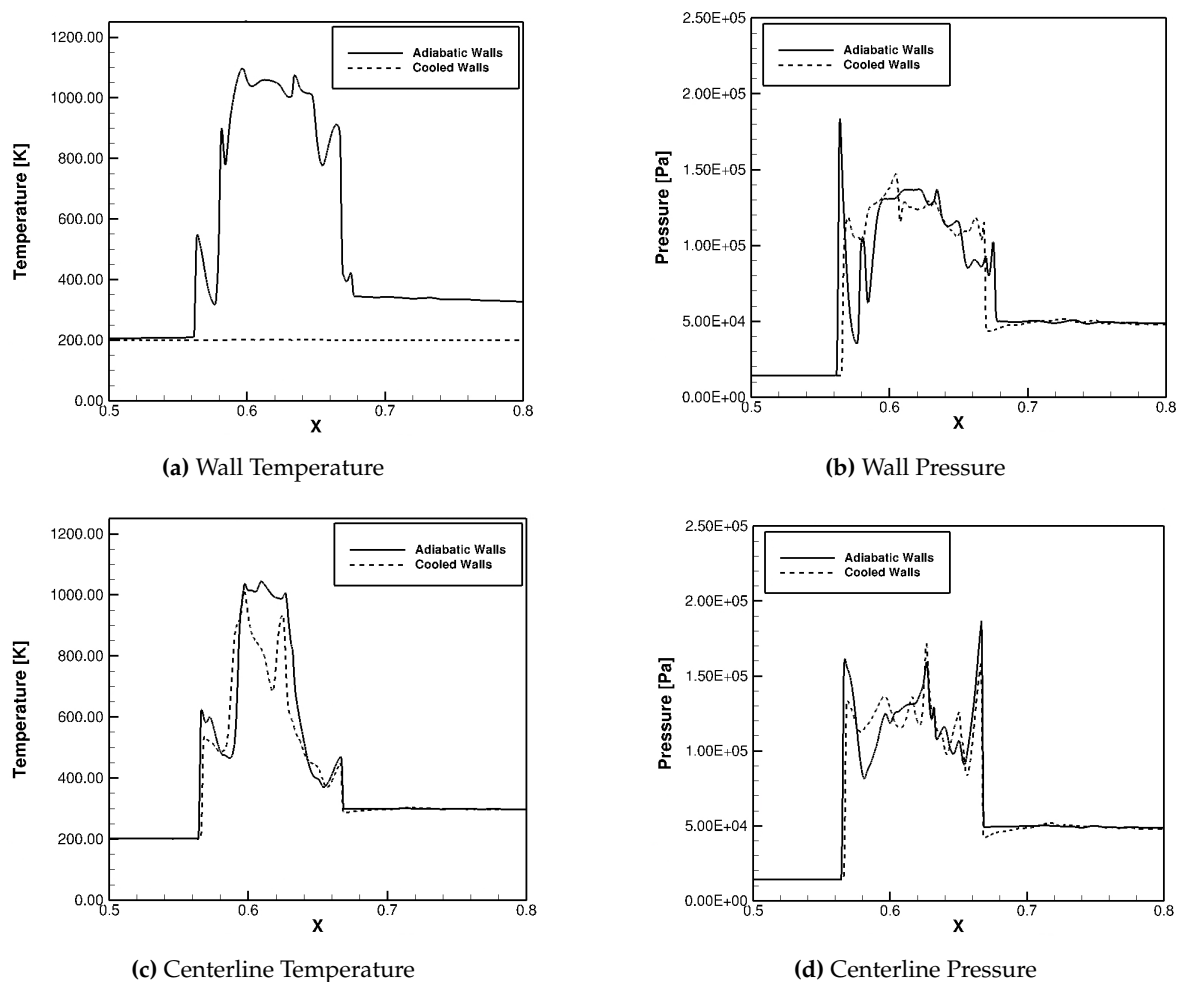 1200.00
1000.00
800.00
600.00
400.00
200.00
0.00
Temperature [K]
0.5
0.6
0.7
0.8
X
Adiabatic Walls
Cooled Walls
(a) Wall Temperature
2.50E+05
2.00E+05
1.50E+05
1.00E+05
5.00E+04
0.00E+00
Pressure [Pa]
0.5
0.6
0.7
0.8
X
Adiabatic Walls
Cooled Walls
(b) Wall Pressure
1200.00
1000.00
800.00
600.00
400.00
200.00
0.00
Temperature [K]
0.5
0.6
0.7
0.8
X
Adiabatic Walls
Cooled Walls
(c) Centerline Temperature
2.50E+05
2.00E+05
1.50E+05
1.00E+05
5.00E+04
0.00E+00
Pressure [Pa]
0.5
0.6
0.7
0.8
X
Adiabatic Walls
Cooled Walls
(d) Centerline Pressure